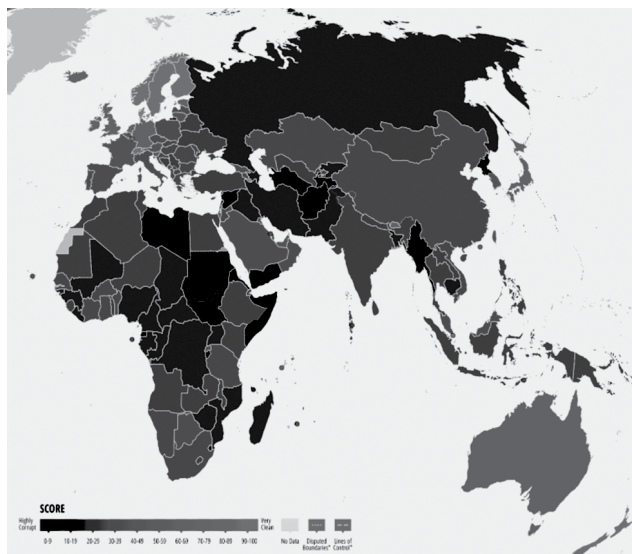 SCORE
Highly
Corrupt
Very
Clean
0-9 10-19 20-29 30-39 40-49 50-59 60-69 70-79 80-89 90-100
No Data
Disputed
Boundaries*
Lines of
Control*